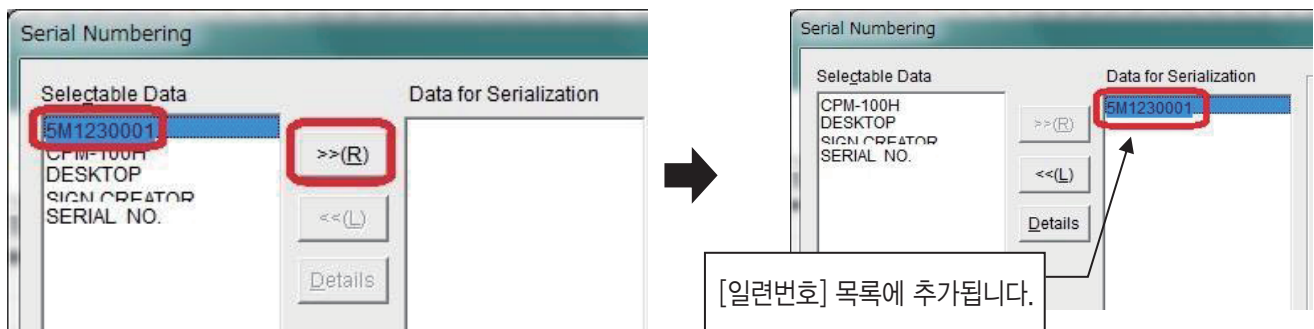 Serial Numbering
Selectable Data
Data for Serialization
5M1230001
CPM-100H
DESKTOP
SIGN CREATOR
SERIAL NO.
>>(R)
<<(L)
Details
Serial Numbering
Selectable Data
Data for Serialization
CPM-100H
DESKTOP
SIGN CREATOR
SERIAL NO.
>>(R)
<<(L)
Details
5M1230001
[일련번호] 목록에 추가됩니다.